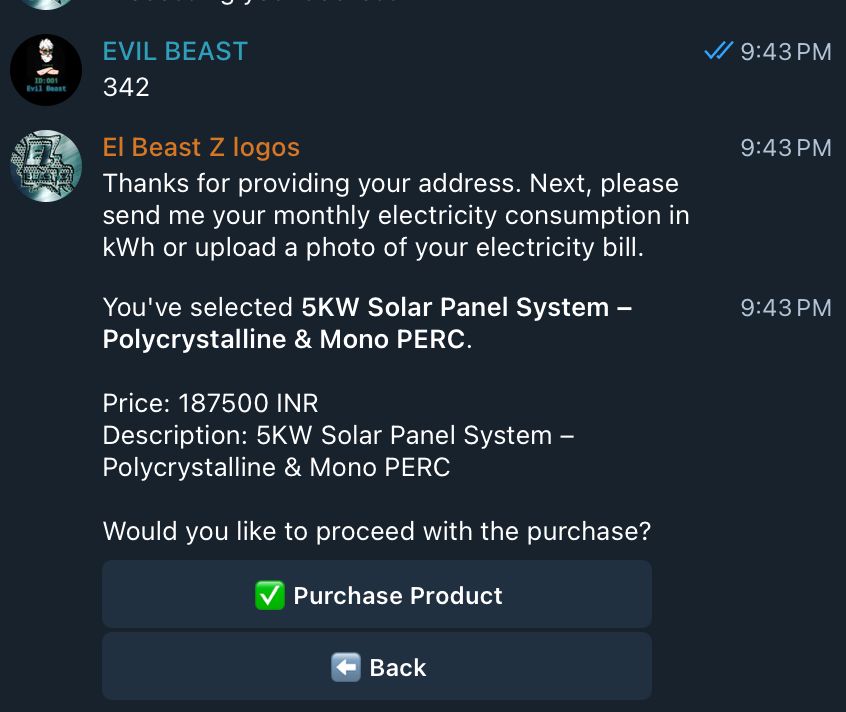 EVIL BEAST
9:43 PM
342
ID:001
Evil Beast
El Beast Z logos
9:43 PM
Thanks for providing your address. Next, please
send me your monthly electricity consumption in
kWh or upload a photo of your electricity bill.
You've selected 5KW Solar Panel System –
9:43 PM
Polycrystalline & Mono PERC.
Price: 187500 INR
Description: 5KW Solar Panel System –
Polycrystalline & Mono PERC
Would you like to proceed with the purchase?
✅ Purchase Product
⬅️ Back